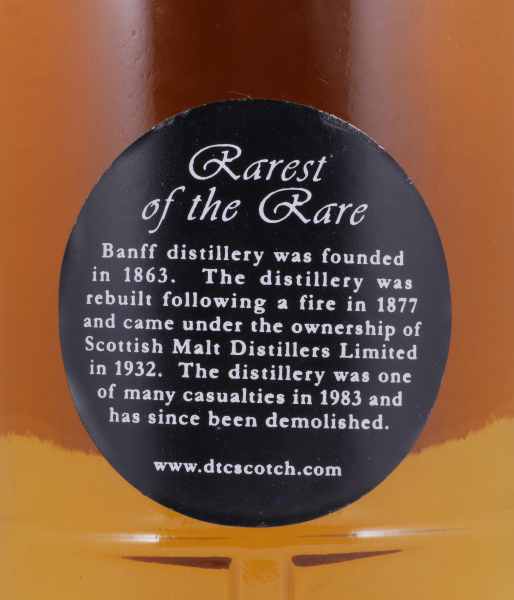 Rarest
of the Rare
Banff distillery was founded
in 1863. The distillery was
rebuilt following a fire in 1877
and came under the ownership of
Scottish Malt Distillers Limited
in 1932. The distillery was one
of many casualties in 1983 and
has since been demolished.
www.dtcscotch.com